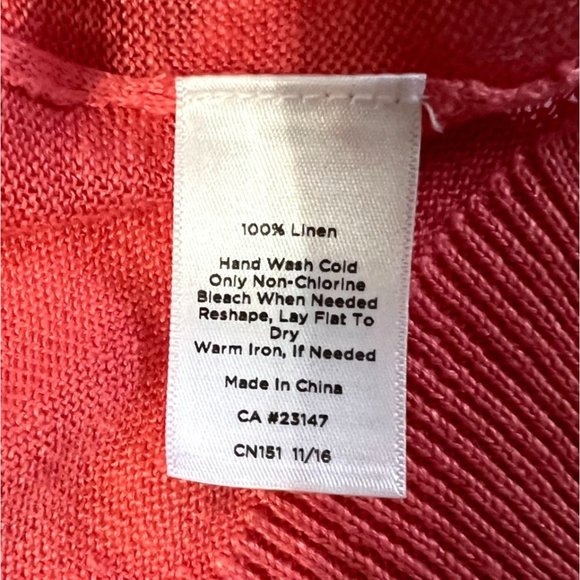 100% Linen
Hand Wash Cold
Only Non-Chlorine
Bleach When Needed
Reshape, Lay Flat To
Dry
Warm Iron, If Needed
Made In China
CA #23147
CN151 11/16